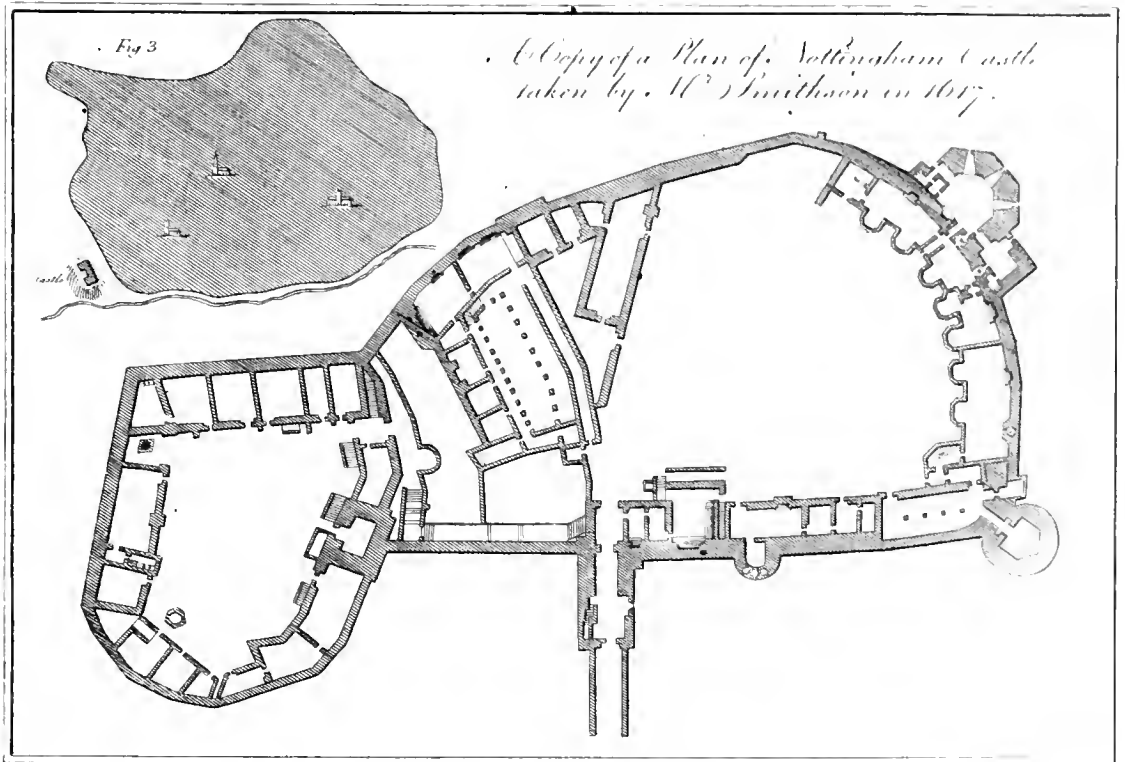 Fig 3
A Copy of a Plan of Nottingham Castle
taken by Mr Smithson in 1617.
Castle